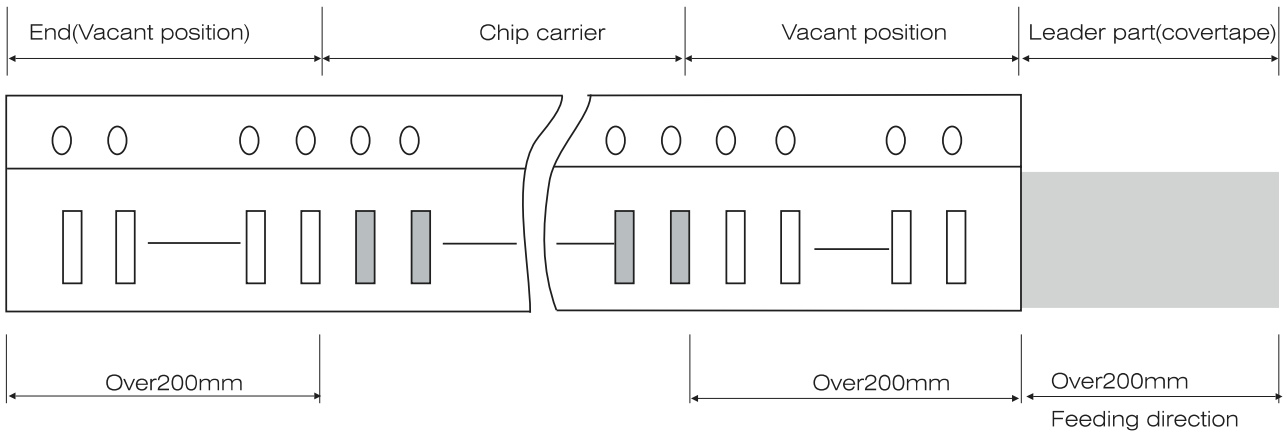 End(Vacant position)
Chip carrier
Vacant position
Leader part(covertape)
Over200mm
Over200mm
Over200mm
Feeding direction